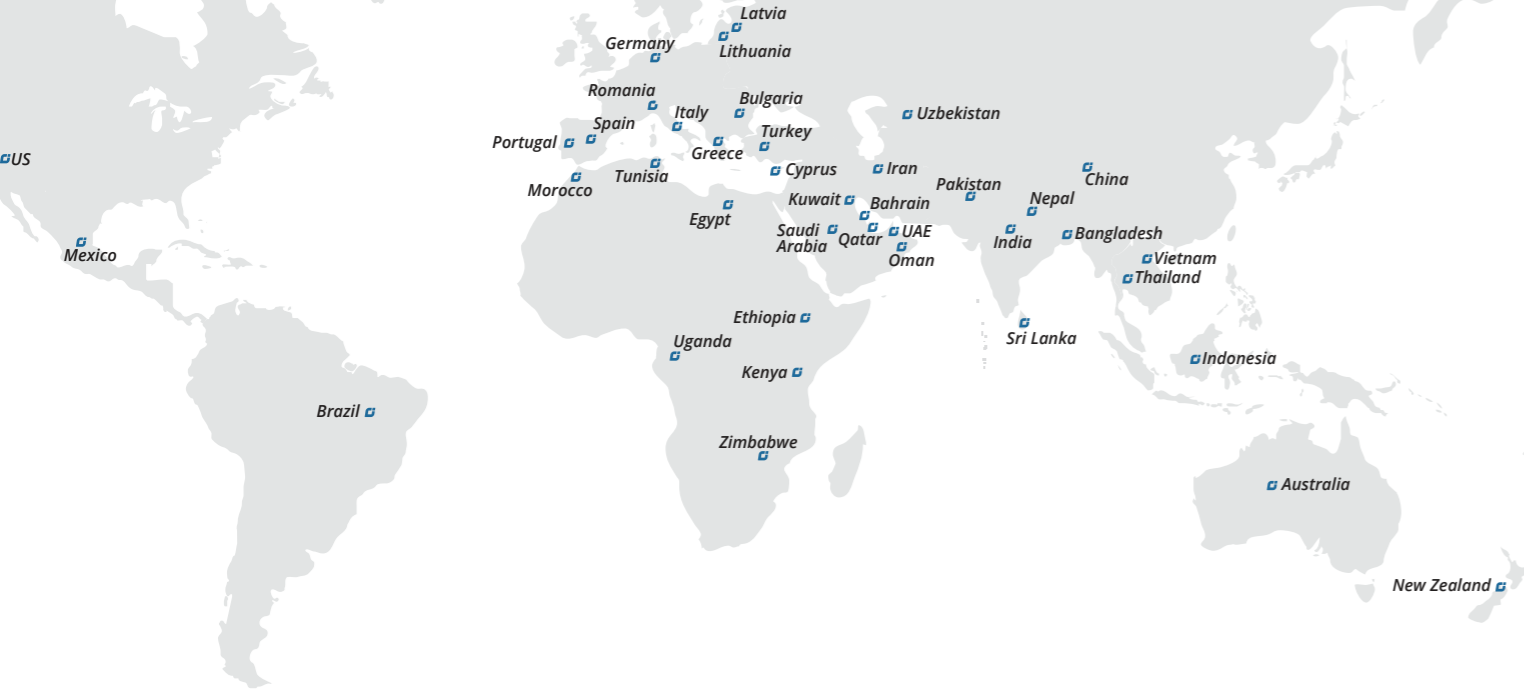 Latvia
Germany
Lithuania
Romania
Bulgaria
Italy
Uzbekistan
Spain
Turkey
Portugal
Greece
US
Tunisia
Cyprus
Iran
China
Morocco
Pakistan
Kuwait
Nepal
Bahrain
Egypt
Saudi
Arabia
Qatar
UAE
India
Bangladesh
Mexico
Oman
Vietnam
Thailand
Ethiopia
Sri Lanka
Uganda
Indonesia
Kenya
Brazil
Zimbabwe
Australia
New Zealand